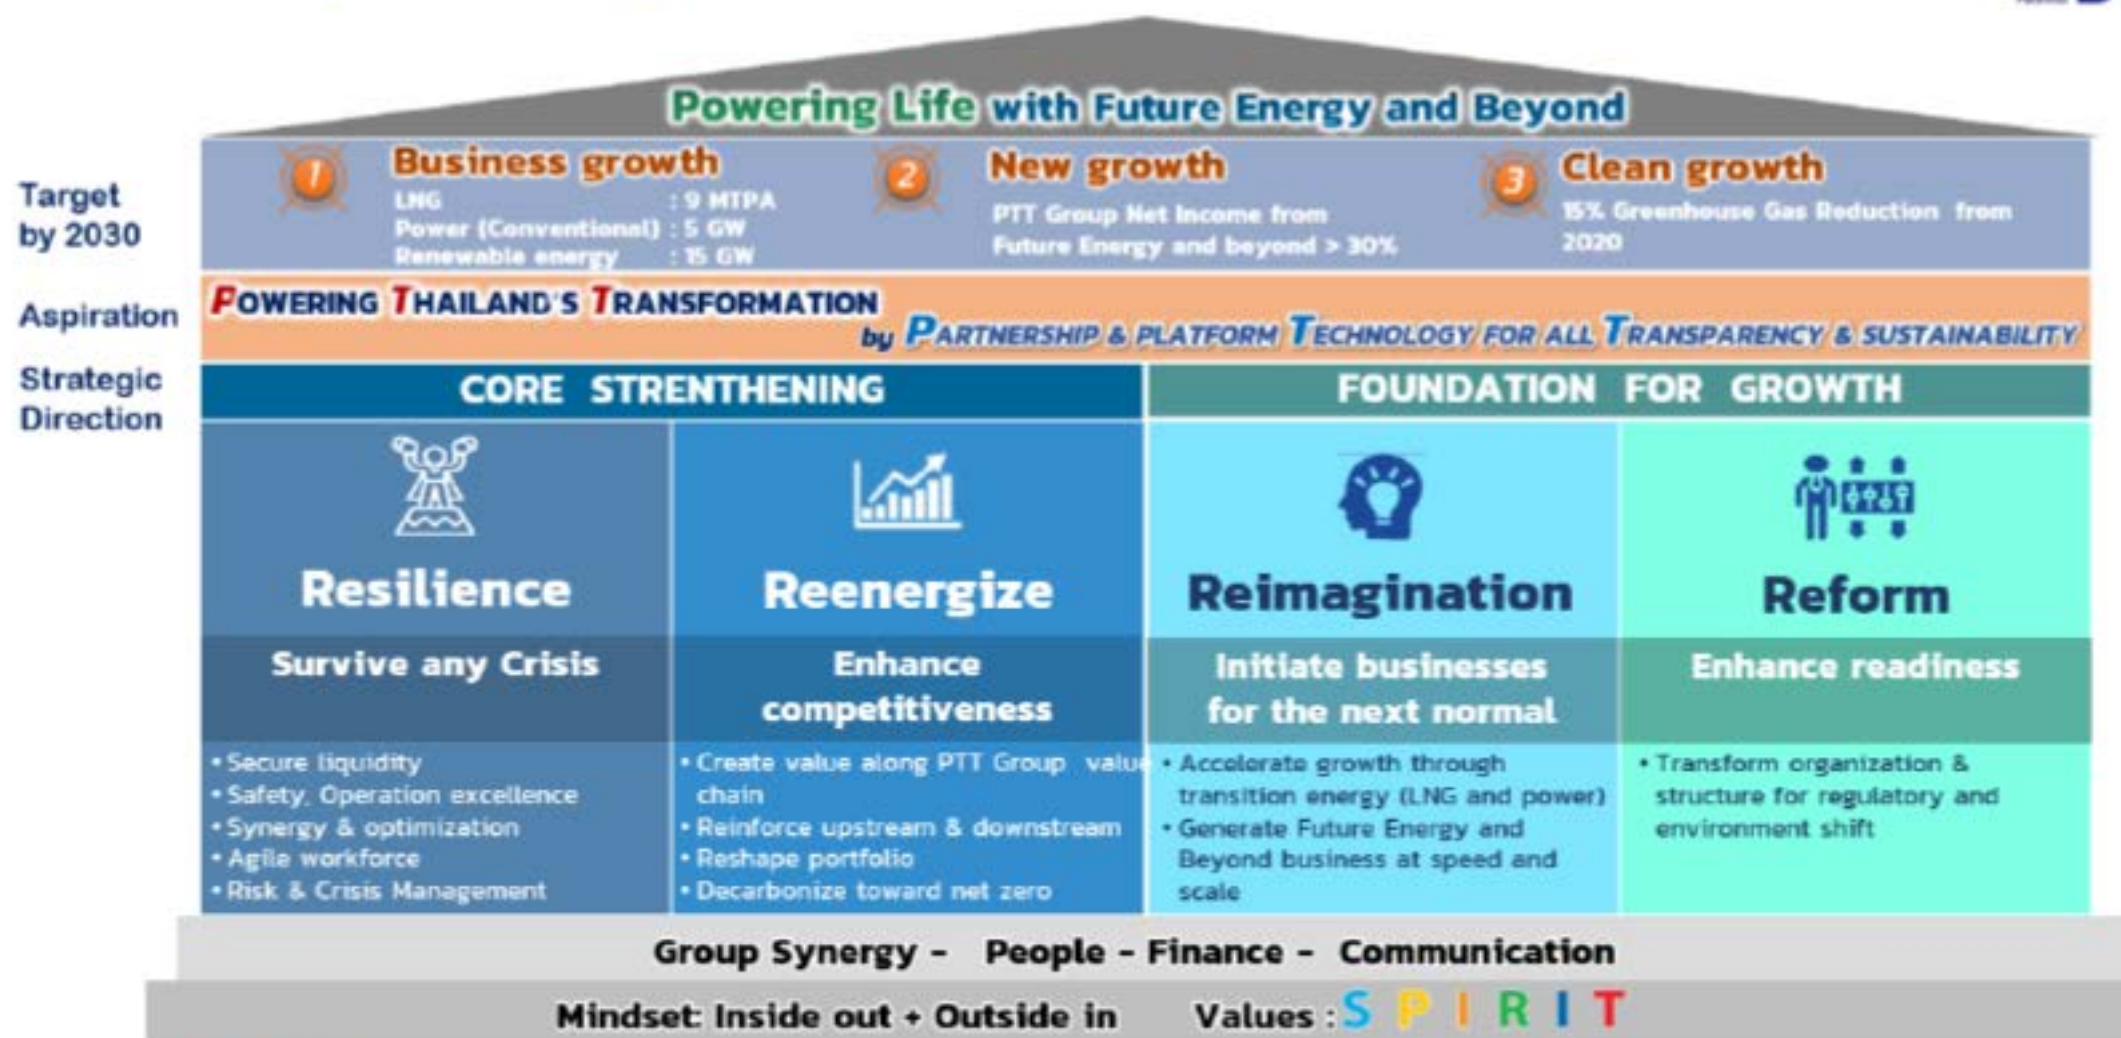 Powering Life with Future Energy and Beyond
Target
by 2030
1
Business growth
LNG : 9 MTPA
Power (Conventional) : 5 GW
Renewable energy : 15 GW
2
New growth
PTT Group Net Income from
Future Energy and beyond > 30%
3
Clean growth
15% Greenhouse Gas Reduction from
2020
Aspiration
POWERING THAILAND'S TRANSFORMATION
by PARTNERSHIP & PLATFORM TECHNOLOGY FOR ALL TRANSPARENCY & SUSTAINABILITY
Strategic
Direction
CORE STRENTHENING
FOUNDATION FOR GROWTH
Resilience
Survive any Crisis
• Secure liquidity
• Safety, Operation excellence
• Synergy & optimization
• Agile workforce
• Risk & Crisis Management
Reenergize
Enhance
competitiveness
• Create value along PTT Group value
chain
• Reinforce upstream & downstream
• Reshape portfolio
• Decarbonize toward net zero
Reimagination
Initiate businesses
for the next normal
• Accelerate growth through
transition energy (LNG and power)
• Generate Future Energy and
Beyond business at speed and
scale
Reform
Enhance readiness
• Transform organization &
structure for regulatory and
environment shift
Group Synergy - People - Finance - Communication
Mindset: Inside out + Outside in Values : S P I R I T